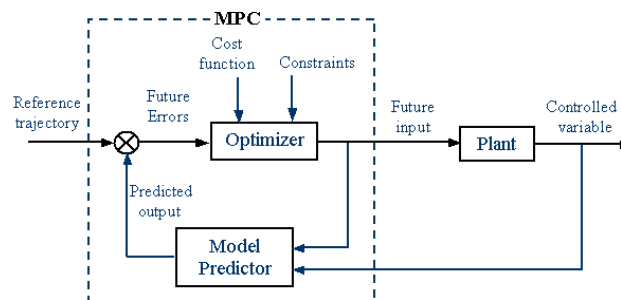 MPC
Cost
function
Constraints
Reference
trajectory
Future
Errors
Optimizer
Future
input
Plant
Controlled
variable
Predicted
output
Model
Predictor